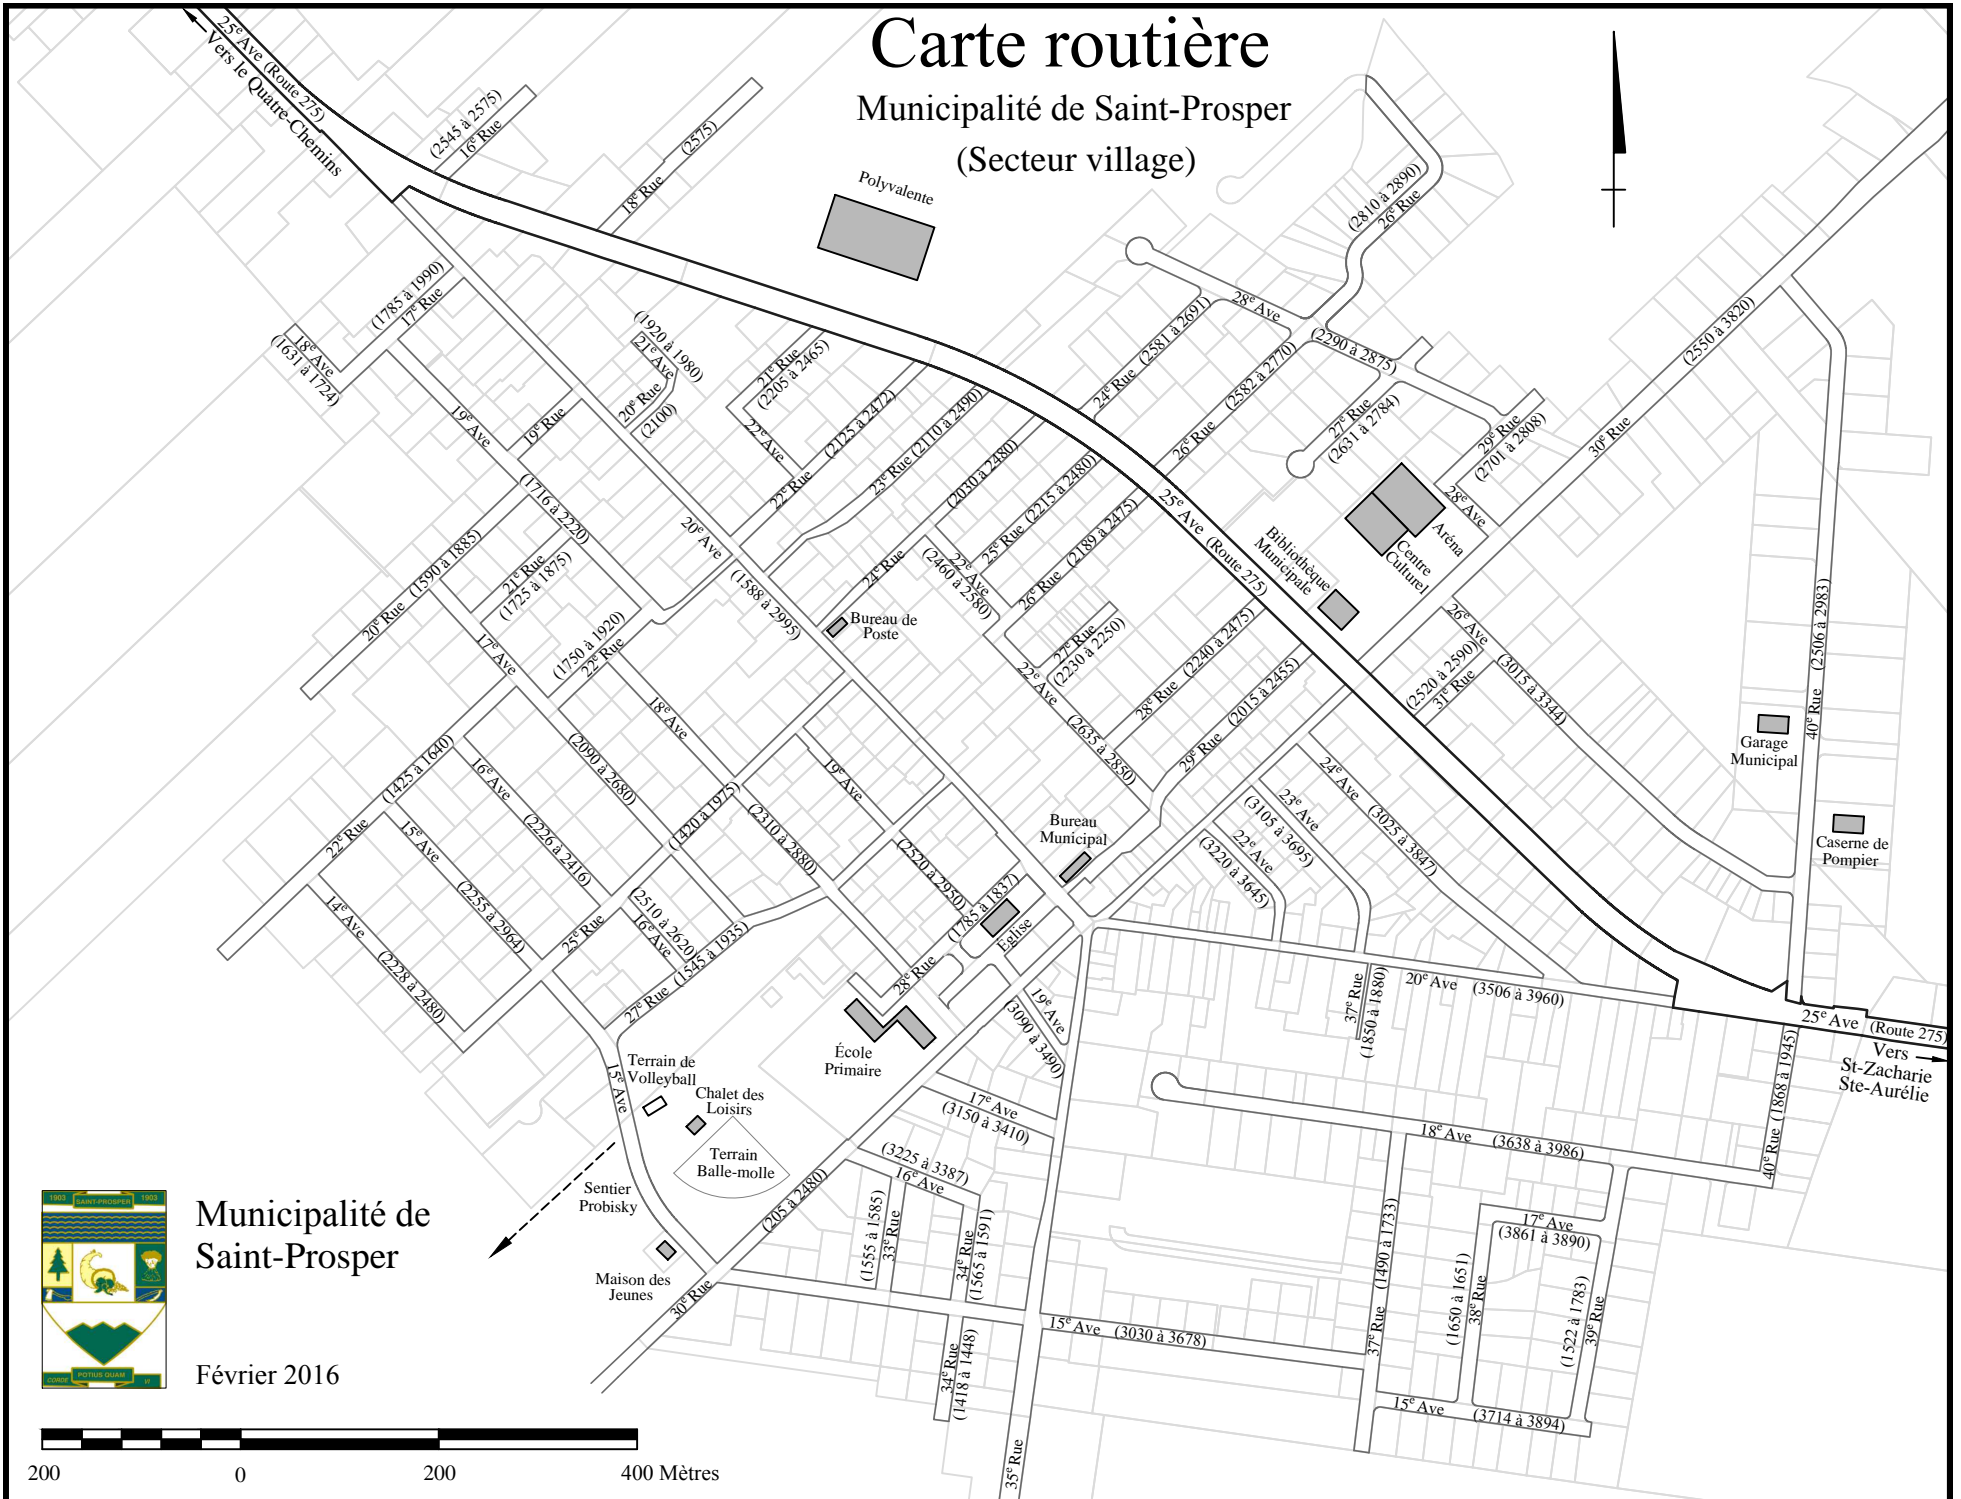 Carte routière
Municipalité de Saint-Prosper
(Secteur village)
25e Ave (Route 275)
Vers le Quatre-Chemins
(2545 à 2575)
16e Rue
18e Rue
(2575)
Polyvalente
(2810 à 2890)
26e Rue
(1785 à 1990)
17e Rue
18e Ave
(1631 à 1724)
(1920 à 1980)
21e Ave
20e Rue
(2100)
21e Rue
(2205 à 2465)
22e Ave
28e Ave
(2290 à 2875)
24e Rue
(2581 à 2691)
26e Rue
(2582 à 2770)
27e Rue
(2631 à 2784)
29e Rue
(2701 à 2808)
28e Ave
30e Rue
(2550 à 3820)
19e Ave
19e Rue
(1716 à 2220)
22e Rue
(2125 à 2472)
23e Rue (2110 à 2490)
24e Rue
(2030 à 2480)
25e Rue
(2215 à 2480)
26e Rue
(2189 à 2475)
22e Ave
(2460 à 2580)
20e Ave
(1588 à 2995)
25e Ave (Route 275)
Bibliothèque
Municipale
Centre
Culturel
Aréna
20e Rue
(1590 à 1885)
21e Rue
(1725 à 1875)
17e Ave
(1750 à 1920)
22e Rue
Bureau de
Poste
27e Rue
(2230 à 2250)
22e Ave
(2635 à 2850)
28e Rue
(2240 à 2475)
29e Rue
(2015 à 2455)
26e Ave
(3015 à 3344)
(2520 à 2590)
31e Rue
40e Rue
(2506 à 2983)
Garage
Municipal
Caserne de
Pompier
18e Ave
(2090 à 2680)
(1425 à 1640)
22e Rue
16e Ave
(2226 à 2416)
15e Ave
(2255 à 2964)
14e Ave
(2228 à 2480)
(1420 à 1975)
25e Rue
(2310 à 2880)
19e Ave
(2520 à 2950)
(2510 à 2620)
16e Ave
27e Rue
(1545 à 1935)
Bureau
Municipal
(1785 à 1837)
28e Rue
Eglise
24e Ave
(3025 à 3847)
23e Ave
(3105 à 3695)
22e Ave
(3220 à 3645)
20e Ave
(3506 à 3960)
37e Rue
(1850 à 1880)
25e Ave (Route 275)
Vers
St-Zacharie
Ste-Aurélie
19e Ave
(3090 à 3490)
École
Primaire
Terrain de
Volleyball
Chalet des
Loisirs
Terrain
Balle-molle
15e Ave
Sentier
Probisky
Maison des
Jeunes
17e Ave
(3150 à 3410)
(3225 à 3387)
16e Ave
(205 à 2480)
30e Rue
(1555 à 1585)
33e Rue
34e Rue
(1565 à 1591)
34e Rue
(1418 à 1448)
15e Ave
(3030 à 3678)
35e Rue
18e Ave
(3638 à 3986)
40e Rue
(1868 à 1945)
37e Rue
(1490 à 1733)
17e Ave
(3861 à 3890)
(1650 à 1651)
38e Rue
(1522 à 1783)
39e Rue
15e Ave
(3714 à 3894)
1903
SAINT-PROSPER
1903
CORDE
POTIUS QUAM
VI
Municipalité de
Saint-Prosper
Février 2016
200
0
200
400 Mètres